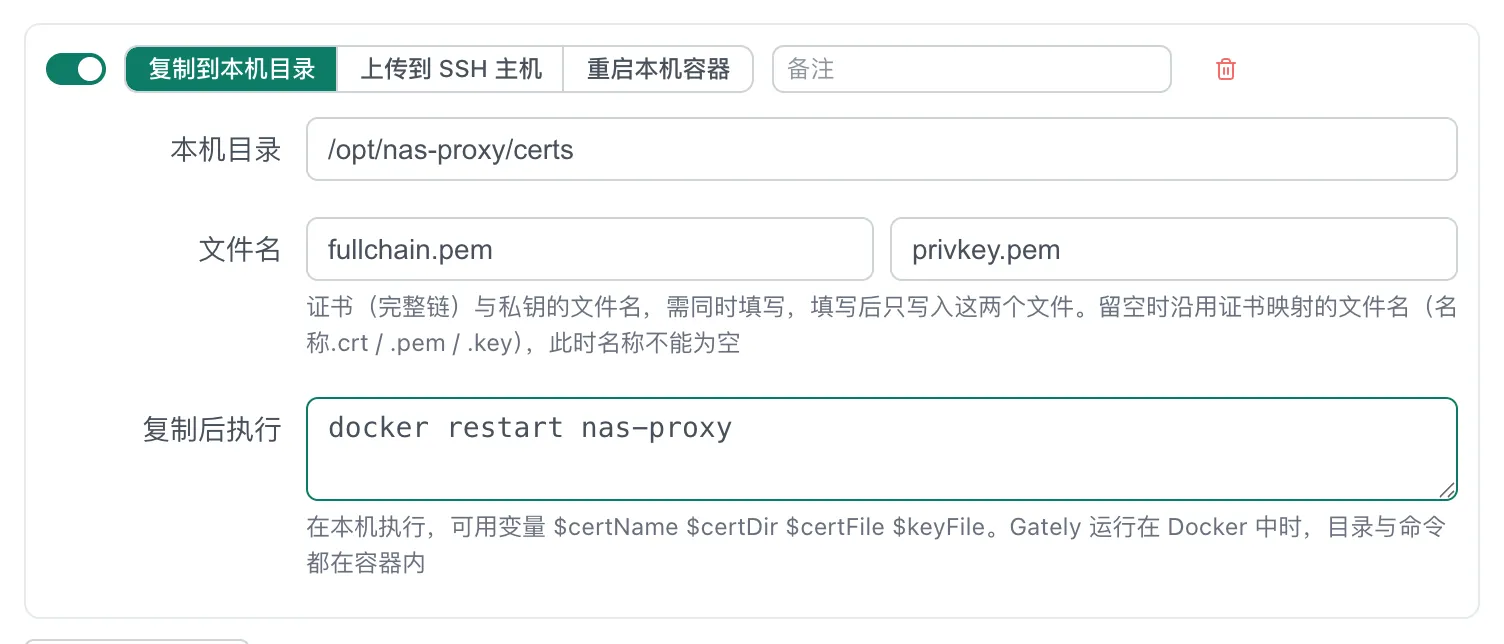 复制到本机目录 上传到 SSH 主机 重启本机容器 备注
本机目录 /opt/nas-proxy/certs
文件名 fullchain.pem privkey.pem
证书（完整链）与私钥的文件名，需同时填写，填写后只写入这两个文件。留空时沿用证书映射的文件名（名
称.crt / .pem / .key），此时名称不能为空
复制后执行 docker restart nas-proxy
在本机执行，可用变量 $certName $certDir $certFile $keyFile。Gately 运行在 Docker 中时，目录与命令
都在容器内